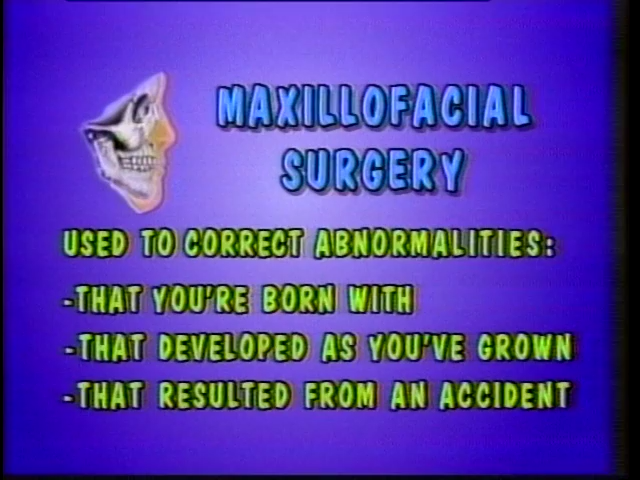 MAXILLOFACIAL
SURGERY
USED TO CORRECT ABNORMALITIES:
-THAT YOU'RE BORN WITH
-THAT DEVELOPED AS YOU'VE GROWN
-THAT RESULTED FROM AN ACCIDENT